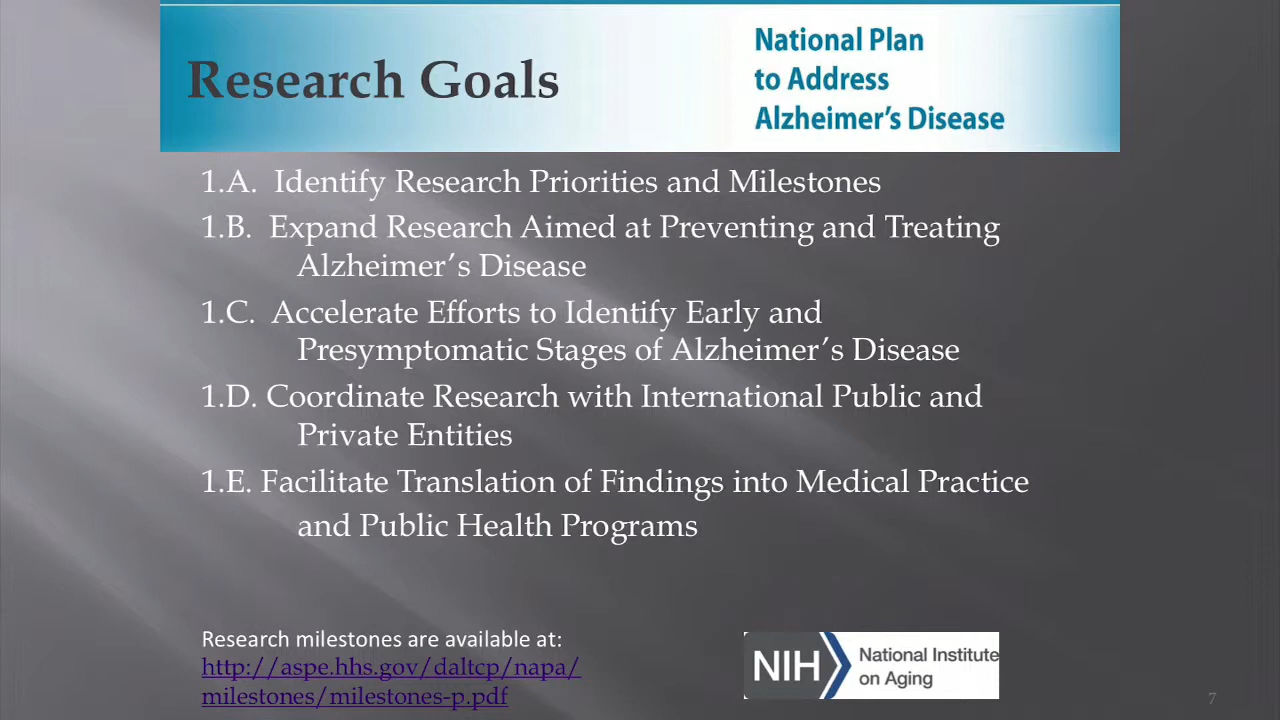 Research Goals
National Plan
to Address
Alzheimer's Disease
1.A. Identify Research Priorities and Milestones
1.B. Expand Research Aimed at Preventing and Treating
Alzheimer's Disease
1.C. Accelerate Efforts to Identify Early and
Presymptomatic Stages of Alzheimer's Disease
1.D. Coordinate Research with International Public and
Private Entities
1.E. Facilitate Translation of Findings into Medical Practice
and Public Health Programs
Research milestones are available at:
http://aspe.hhs.gov/daltcp/napa/
milestones/milestones-p.pdf
NIH
National Institute
on Aging
7